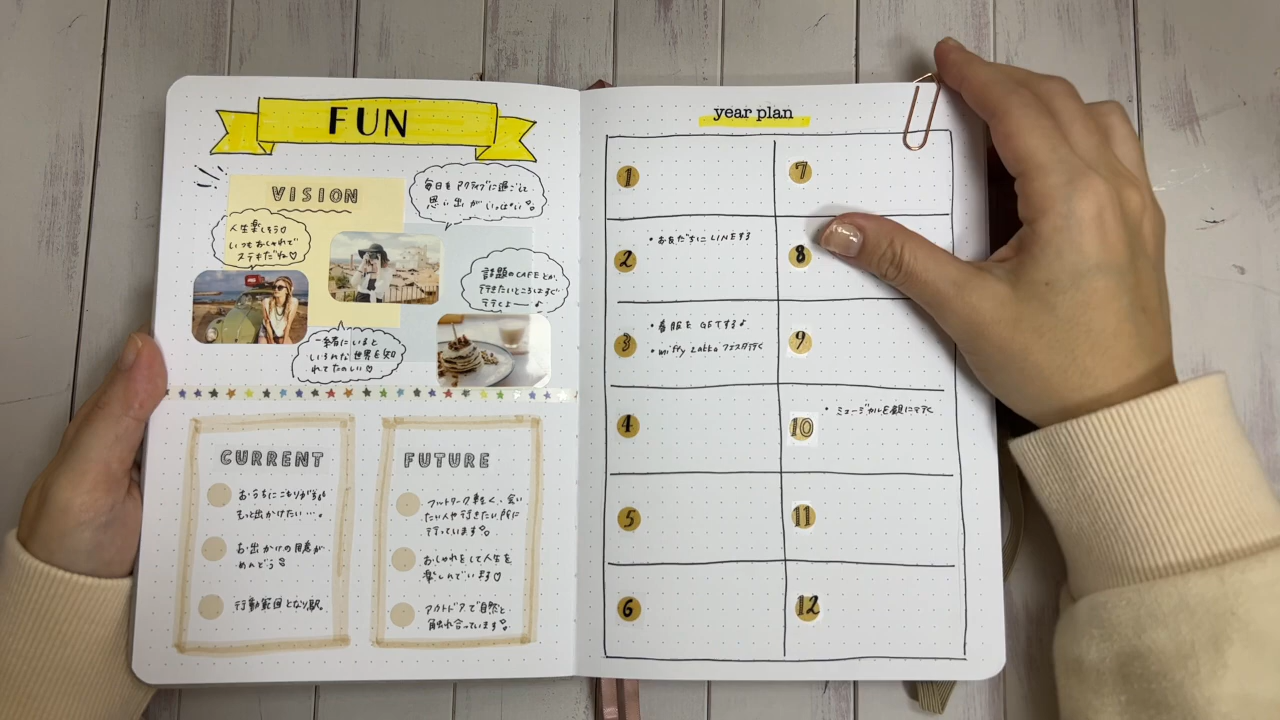 FUN
VISION
毎日をアクティブに過ごして
思い出がいっぱい
人生楽しそう♡
いつもおしゃれで
ステキだね♡
話題のCAFEとか、
行きたいところはすぐ
行くよー♪
一緒にいると
いろんな世界を知
れてたのしい♡
CURRENT
おうちにこもりがち
もっと出かけたい…。
お出かけの用意が
めんどう
行動範囲となり駅。
FUTURE
フットワーク軽く、会い
たい人や行きたい所に
行っています
おしゃれをして人生を
楽しんでいます♡
アウトドアで自然と
触れ合っています
year plan
1
2
・お友だちにLINEする
3
・春服をGETする♪
・miffy zakkaフェスタ行く
4
5
6
7
8
9
10
・ミュージカルを観に行く
11
12